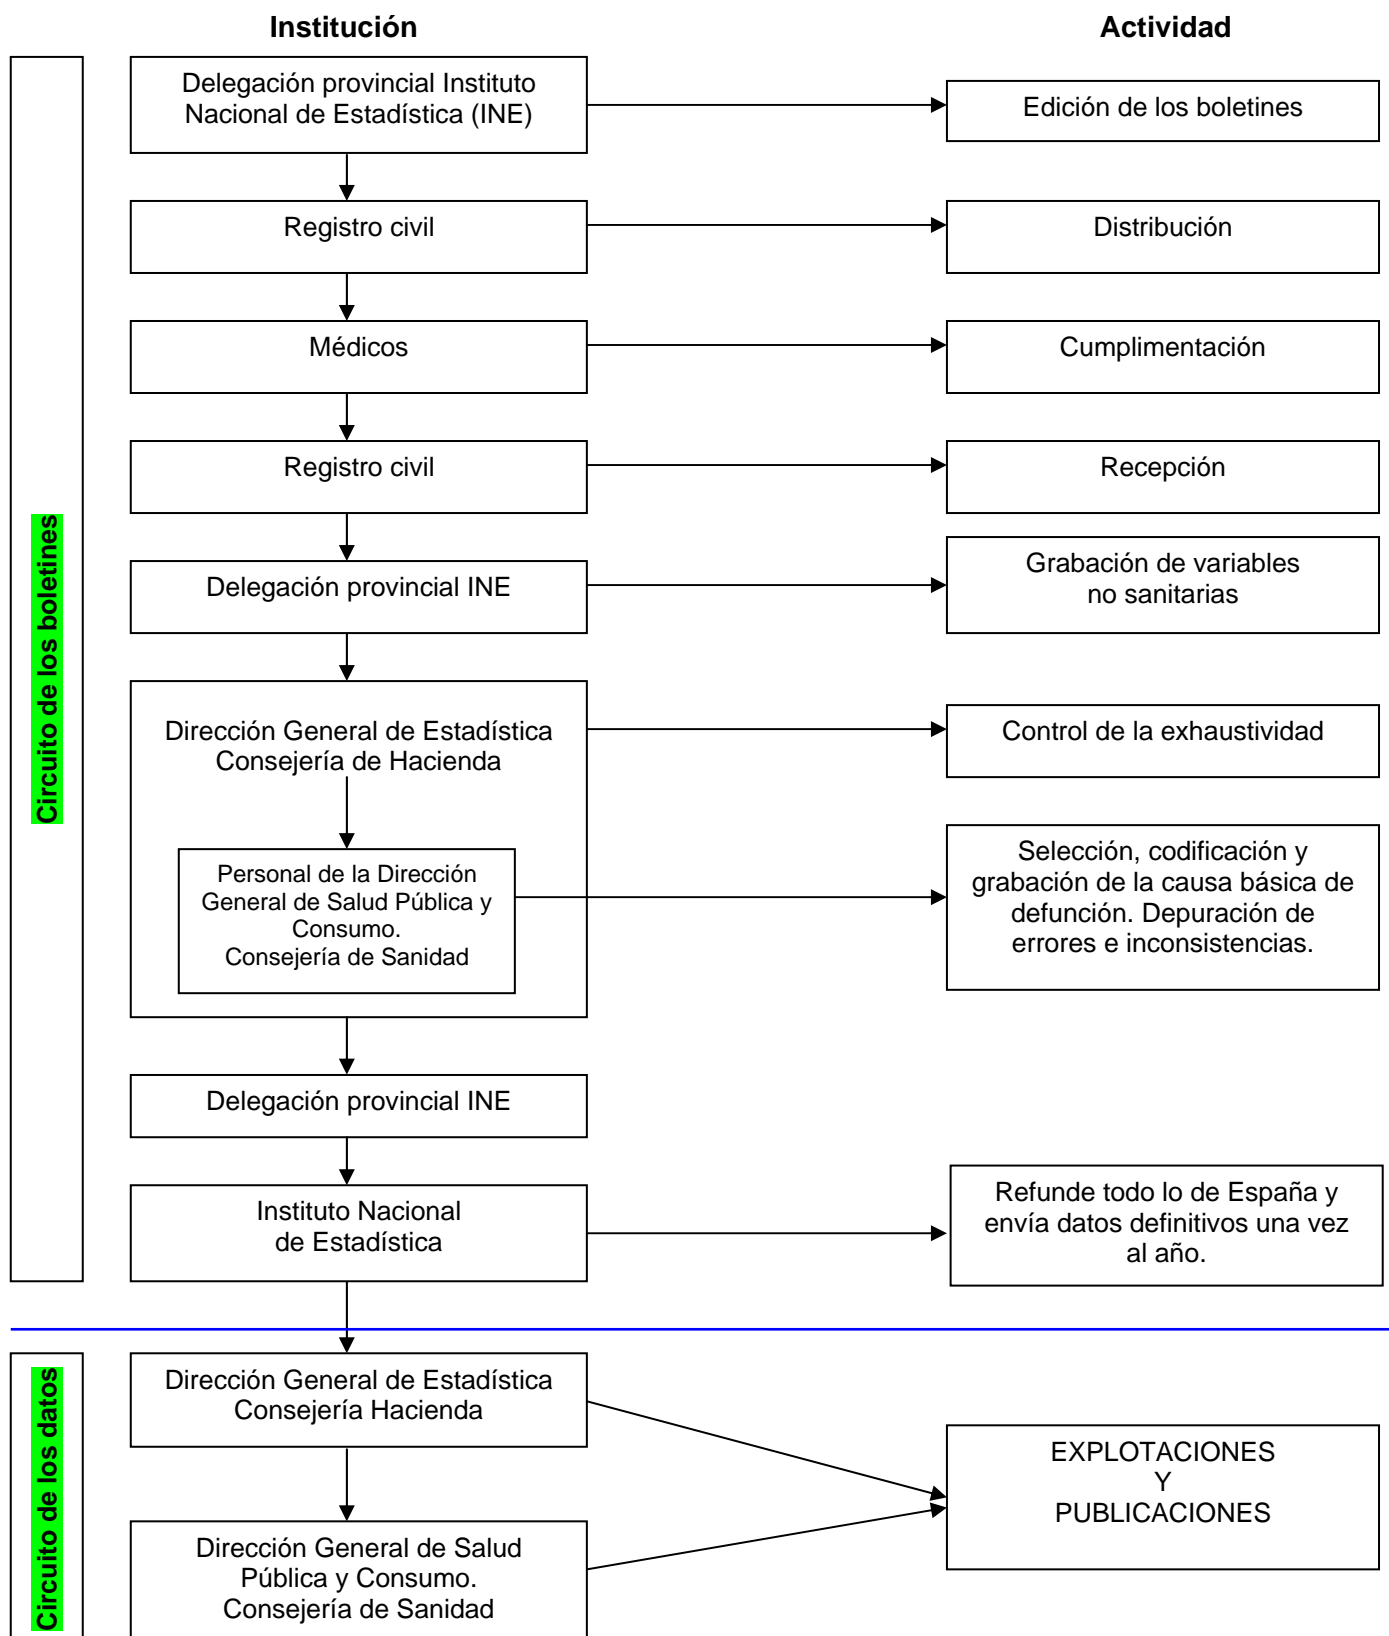 Institución
Actividad
Circuito de los boletines
Delegación provincial Instituto
Nacional de Estadística (INE)
Edición de los boletines
Registro civil
Distribución
Médicos
Cumplimentación
Registro civil
Recepción
Delegación provincial INE
Grabación de variables
no sanitarias
Dirección General de Estadística
Consejería de Hacienda
Control de la exhaustividad
Personal de la Dirección
General de Salud Pública y
Consumo.
Consejería de Sanidad
Selección, codificación y
grabación de la causa básica de
defunción. Depuración de
errores e inconsistencias.
Delegación provincial INE
Instituto Nacional
de Estadística
Refunde todo lo de España y
envía datos definitivos una vez
al año.
Circuito de los datos
Dirección General de Estadística
Consejería Hacienda
EXPLOTACIONES
Y
PUBLICACIONES
Dirección General de Salud
Pública y Consumo.
Consejería de Sanidad